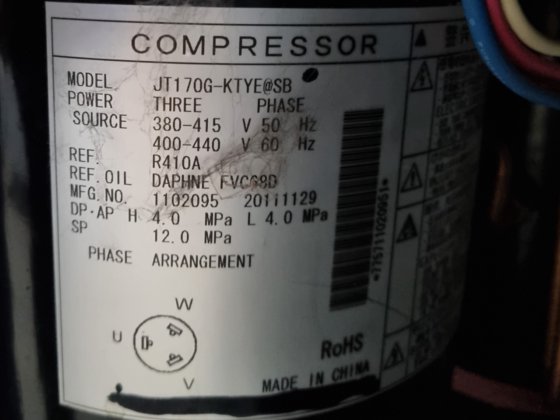 COMPRESSOR
MODEL JT170G-KTYE@SB
POWER THREE PHASE
SOURCE 380-415 V 50 Hz
400-440 V 60 Hz
REF. R410A
REF. OIL DAPHNE FVC68D
MFG. NO. 1102095 20111129
DP·AP H 4.0 MPa L 4.0 MPa
SP 12.0 MPa
PHASE ARRANGEMENT
W
U
V
RoHS
MADE IN CHINA